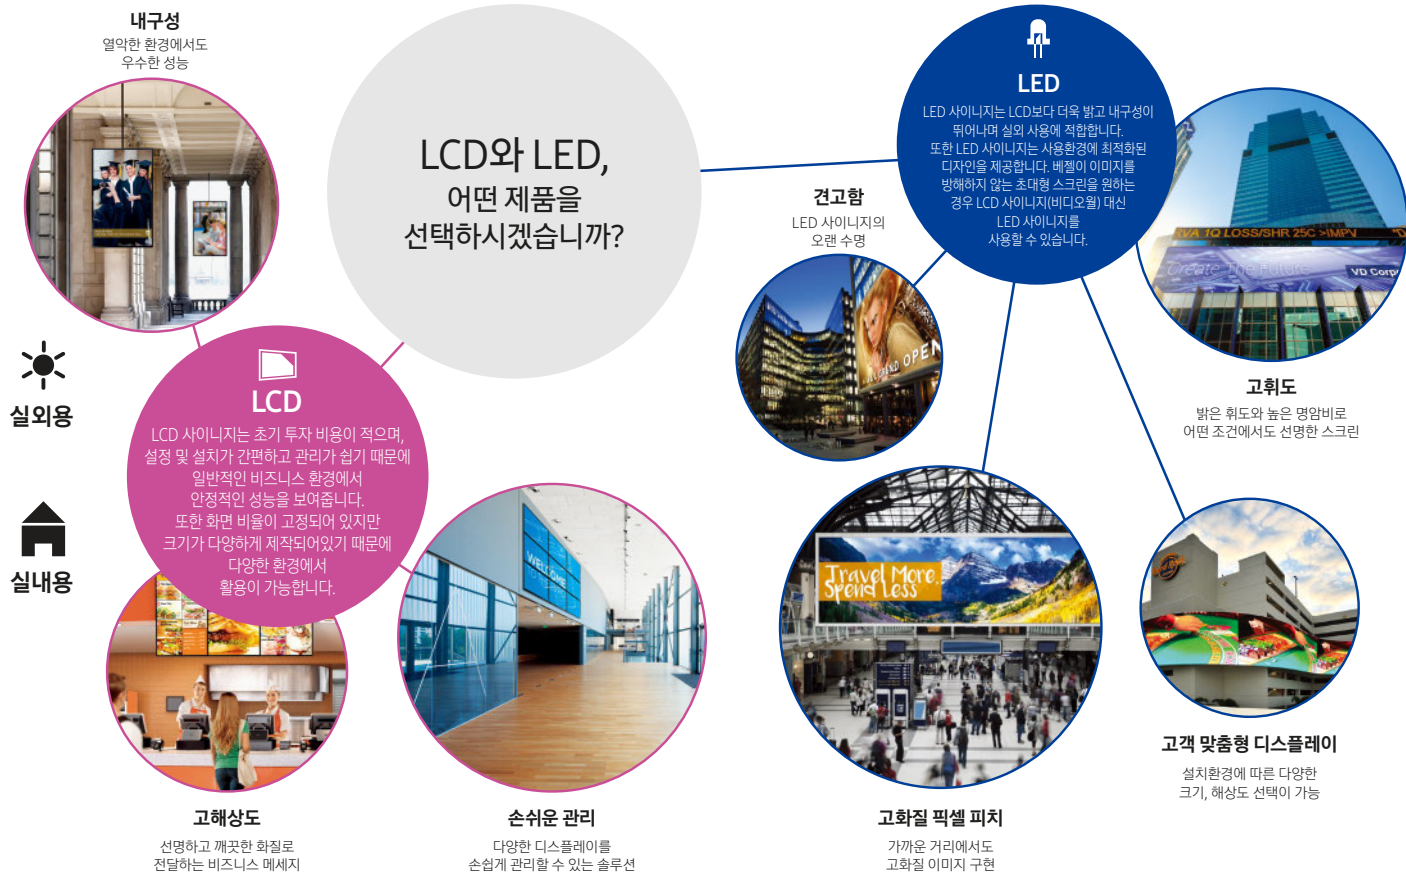 내구성
열악한 환경에서도
우수한 성능
LCD와 LED,
어떤 제품을
선택하시겠습니까?
LED
LED 사이니지는 LCD보다 더욱 밝고 내구성이
뛰어나며 실외 사용에 적합합니다.
또한 LED 사이니지는 사용환경에 최적화된
디자인을 제공합니다. 베젤이 이미지를
방해하지 않는 초대형 스크린을 원하는
경우 LCD 사이니지(비디오월) 대신
LED 사이니지를
사용할 수 있습니다.
견고함
LED 사이니지의
오랜 수명
ALL GRAND OPEN
RVA 1Q LOSS/SHR 25C >IMPV "D
Create The Future
VD Corp
고휘도
밝은 휘도와 높은 명암비로
어떤 조건에서도 선명한 스크린
실외용
실내용
LCD
LCD 사이니지는 초기 투자 비용이 적으며,
설정 및 설치가 간편하고 관리가 쉽기 때문에
일반적인 비즈니스 환경에서
안정적인 성능을 보여줍니다.
또한 화면 비율이 고정되어 있지만
크기가 다양하게 제작되어있기 때문에
다양한 환경에서
활용이 가능합니다.
WELCOME
Travel More,
Spend Less
고해상도
선명하고 깨끗한 화질로
전달하는 비즈니스 메세지
손쉬운 관리
다양한 디스플레이를
손쉽게 관리할 수 있는 솔루션
고화질 픽셀 피치
가까운 거리에서도
고화질 이미지 구현
고객 맞춤형 디스플레이
설치환경에 따른 다양한
크기, 해상도 선택이 가능